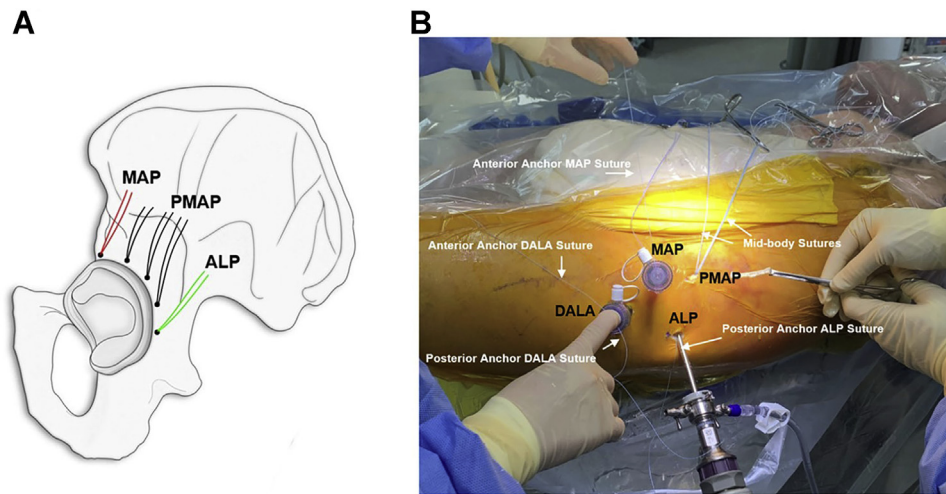 A
MAP
PMAP
ALP
B
Anterior Anchor MAP Suture
Anterior Anchor DALA Suture
Mid-body Sutures
MAP
PMAP
DALA
ALP
Posterior Anchor ALP Suture
Posterior Anchor DALA Suture